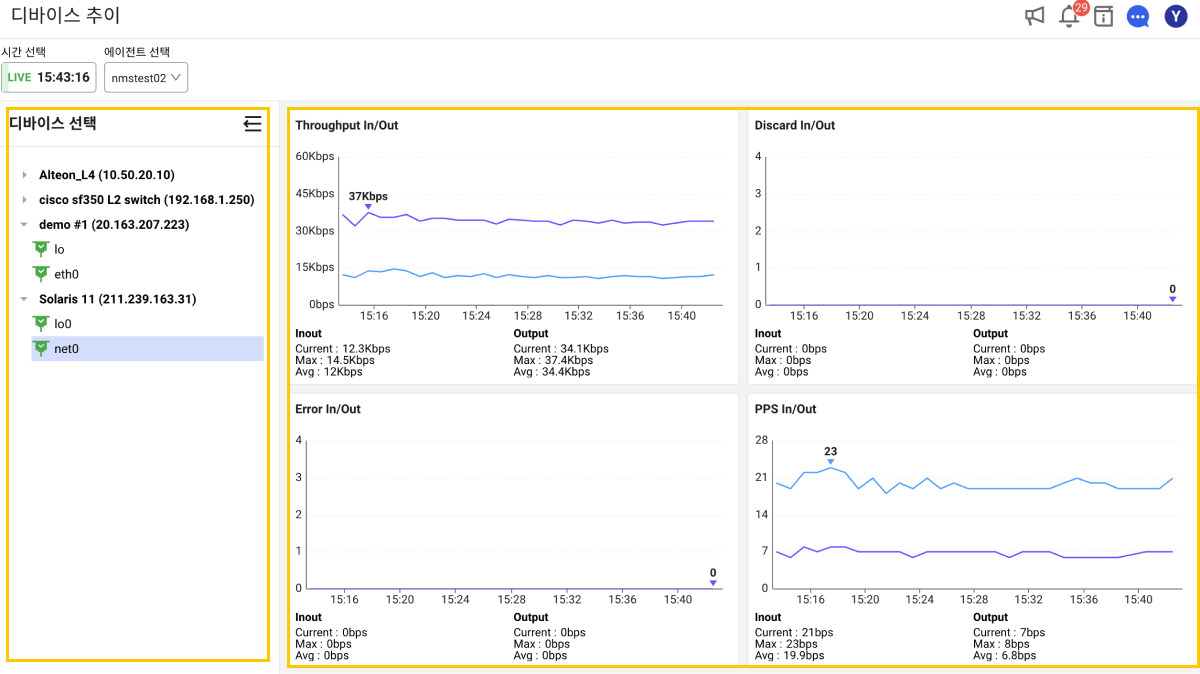 디바이스 추이
29
Y
시간 선택
에이전트 선택
LIVE 15:43:16
nmstest02
디바이스 선택
Alteon_L4 (10.50.20.10)
cisco sf350 L2 switch (192.168.1.250)
demo #1 (20.163.207.223)
lo
eth0
Solaris 11 (211.239.163.31)
lo0
net0
Throughput In/Out
60Kbps
45Kbps
30Kbps
15Kbps
0bps
37Kbps
15:16 15:20 15:24 15:28 15:32 15:36 15:40
Inout
Current : 12.3Kbps
Max : 14.5Kbps
Avg : 12Kbps
Output
Current : 34.1Kbps
Max : 37.4Kbps
Avg : 34.4Kbps
Discard In/Out
4
3
2
1
0
0
15:16 15:20 15:24 15:28 15:32 15:36 15:40
Inout
Current : 0bps
Max : 0bps
Avg : 0bps
Output
Current : 0bps
Max : 0bps
Avg : 0bps
Error In/Out
4
3
2
1
0
0
15:16 15:20 15:24 15:28 15:32 15:36 15:40
Inout
Current : 0bps
Max : 0bps
Avg : 0bps
Output
Current : 0bps
Max : 0bps
Avg : 0bps
PPS In/Out
28
21
14
7
0
23
15:16 15:20 15:24 15:28 15:32 15:36 15:40
Inout
Current : 21bps
Max : 23bps
Avg : 19.9bps
Output
Current : 7bps
Max : 8bps
Avg : 6.8bps